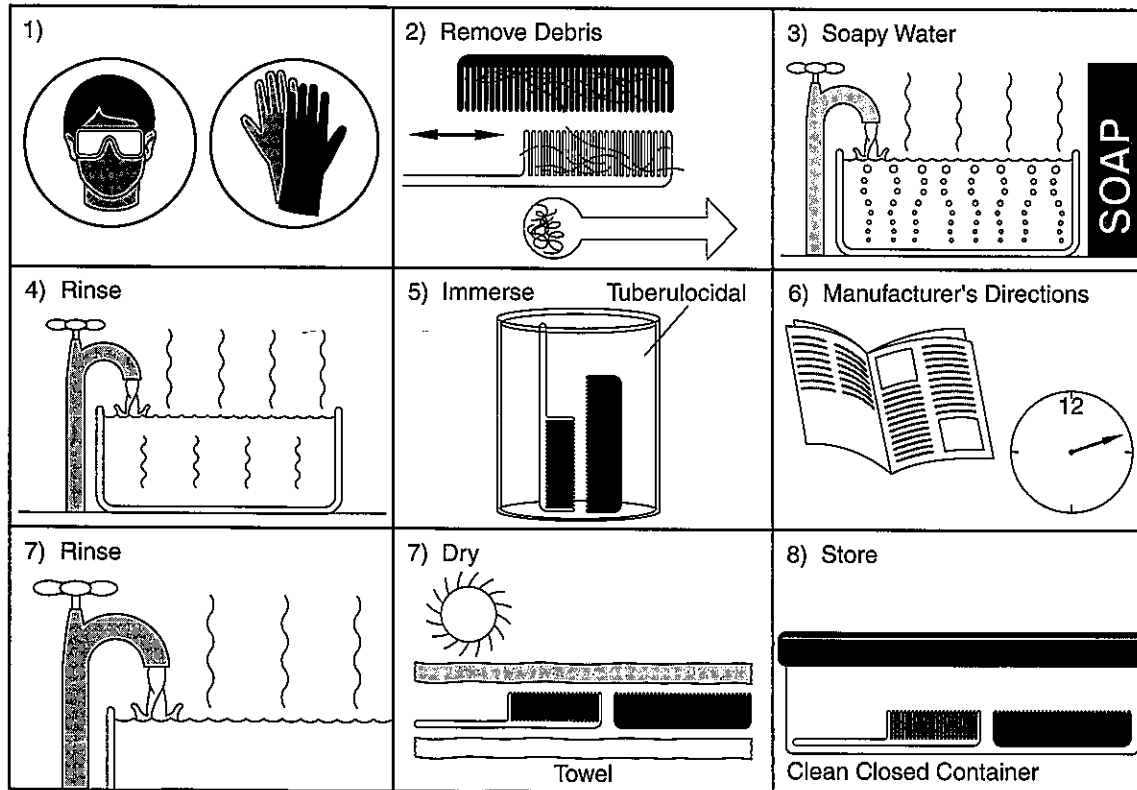 1)
2) Remove Debris
3) Soapy Water
SOAP
4) Rinse
5) Immerse
Tuberulocidal
6) Manufacturer's Directions
12
7) Rinse
7) Dry
Towel
8) Store
Clean Closed Container